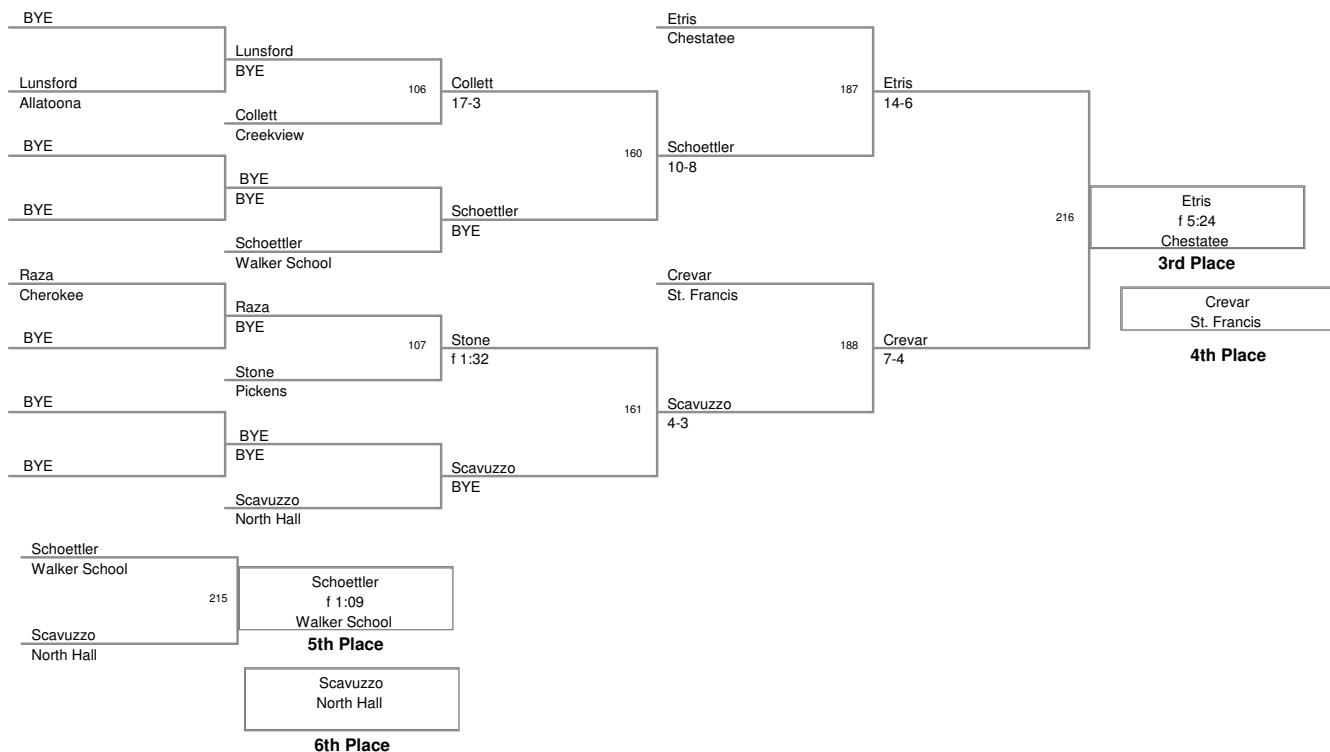 BYE
Lunsford
Allatoona
BYE
BYE
Raza
Cherokee
BYE
BYE
BYE
Lunsford
BYE
106
Collett
Creekview
BYE
BYE
Schoettler
Walker School
Raza
BYE
107
Stone
Pickens
BYE
BYE
Scavuzzo
North Hall
Collett
17-3
160
Schoettler
BYE
Stone
f 1:32
161
Scavuzzo
BYE
Etris
Chestatee
187
Schoettler
10-8
Crevar
St. Francis
188
Scavuzzo
4-3
Etris
14-6
216
Crevar
7-4
Etris
f 5:24
Chestatee
3rd Place
Crevar
St. Francis
4th Place
Schoettler
Walker School
215
Scavuzzo
North Hall
Schoettler
f 1:09
Walker School
5th Place
Scavuzzo
North Hall
6th Place